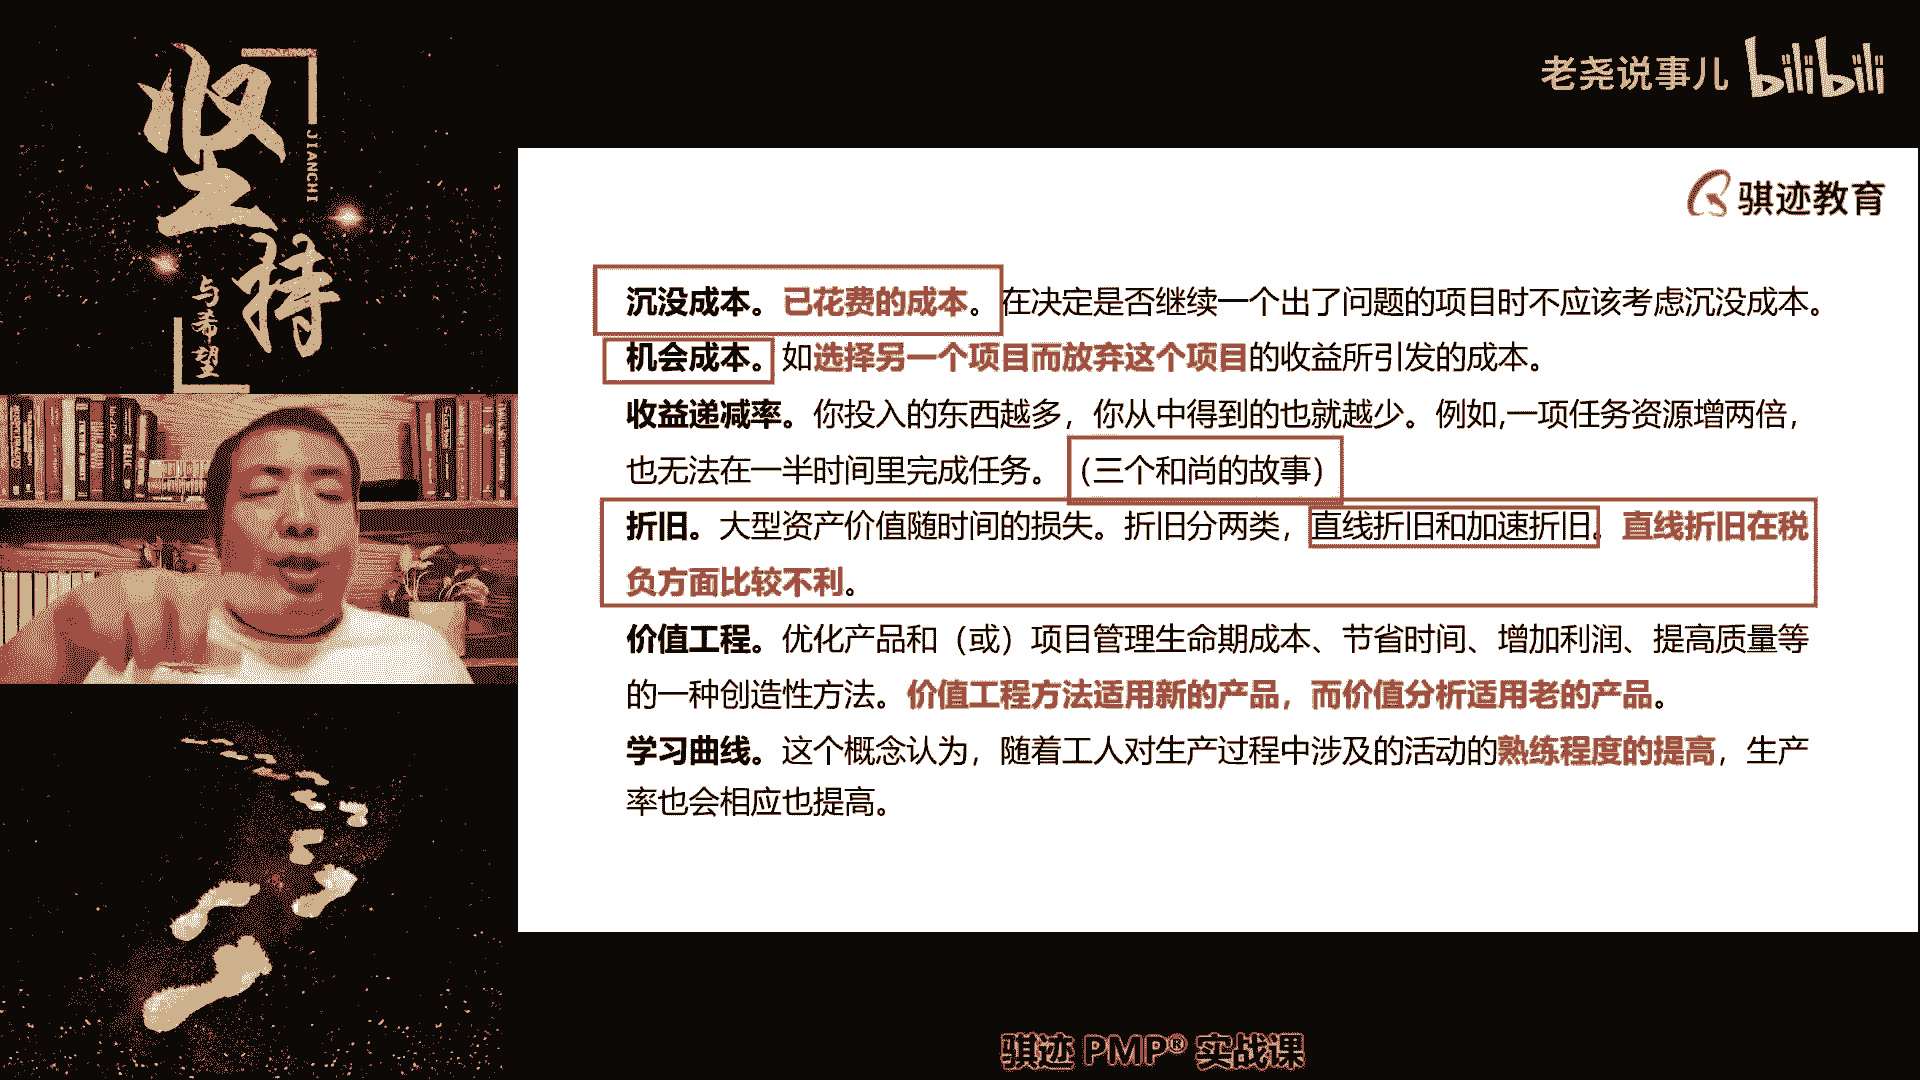 坚持
JIANCHI
与希望
老尧说事儿 bilibili
骐迹教育
沉没成本。已花费的成本。在决定是否继续一个出了问题的项目时不应该考虑沉没成本。
机会成本。如选择另一个项目而放弃这个项目的收益所引发的成本。
收益递减率。你投入的东西越多，你从中得到的也就越少。例如,一项任务资源增两倍，
也无法在一半时间里完成任务。（三个和尚的故事）
折旧。大型资产价值随时间的损失。折旧分两类，直线折旧和加速折旧。直线折旧在税
负方面比较不利。
价值工程。优化产品和（或）项目管理生命期成本、节省时间、增加利润、提高质量等
的一种创造性方法。价值工程方法适用新的产品，而价值分析适用老的产品。
学习曲线。这个概念认为，随着工人对生产过程中涉及的活动的熟练程度的提高，生产
率也会相应也提高。
骐迹 PMP® 实战课